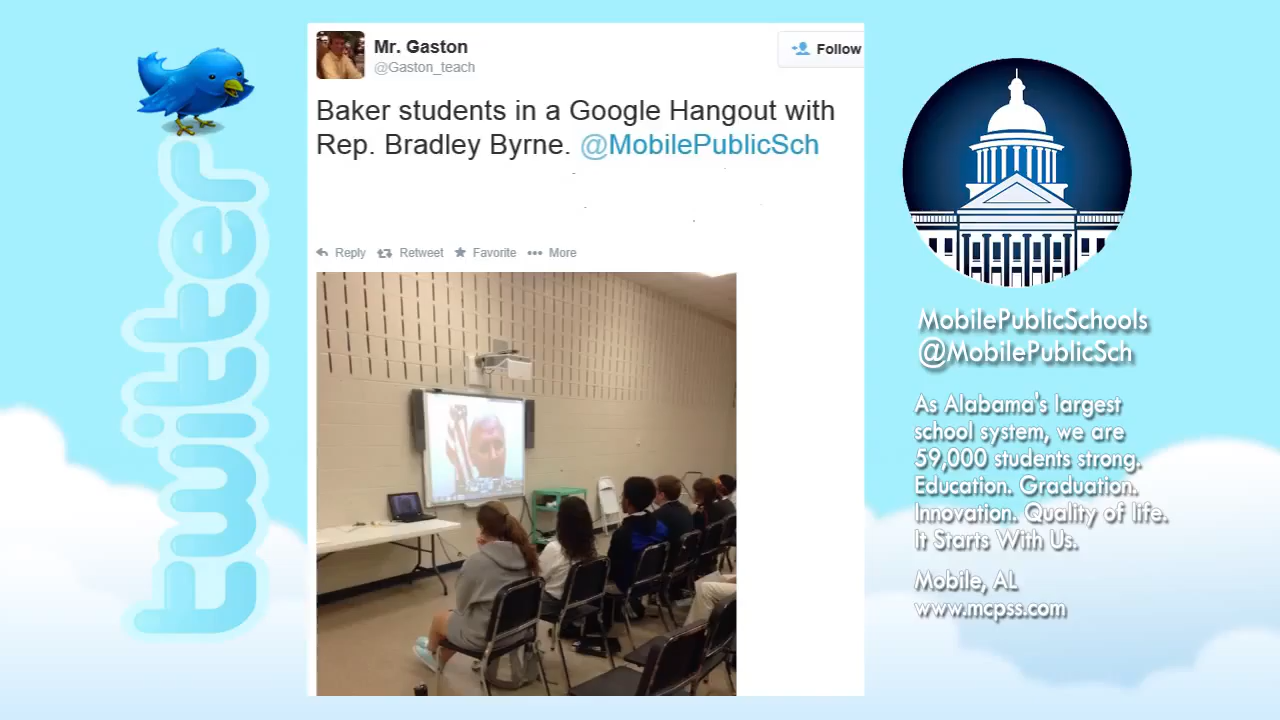 twitter
Mr. Gaston
@Gaston_teach
Follow
Baker students in a Google Hangout with
Rep. Bradley Byrne. @MobilePublicSch
Reply Retweet Favorite More
MobilePublicSchools
@MobilePublicSch
As Alabama's largest
school system, we are
59,000 students strong.
Education. Graduation.
Innovation. Quality of life.
It Starts With Us.
Mobile, AL
www.mcpss.com